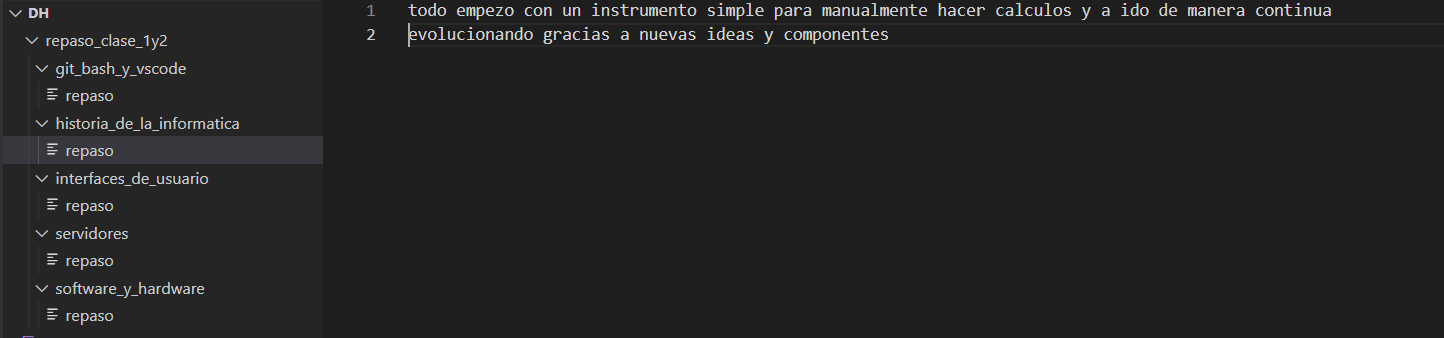 DH
repaso_clase_1y2
git_bash_y_vscode
repaso
historia_de_la_informatica
repaso
interfaces_de_usuario
repaso
servidores
repaso
software_y_hardware
repaso
1 todo empezo con un instrumento simple para manualmente hacer calculos y a ido de manera continua
2 evolucionando gracias a nuevas ideas y componentes